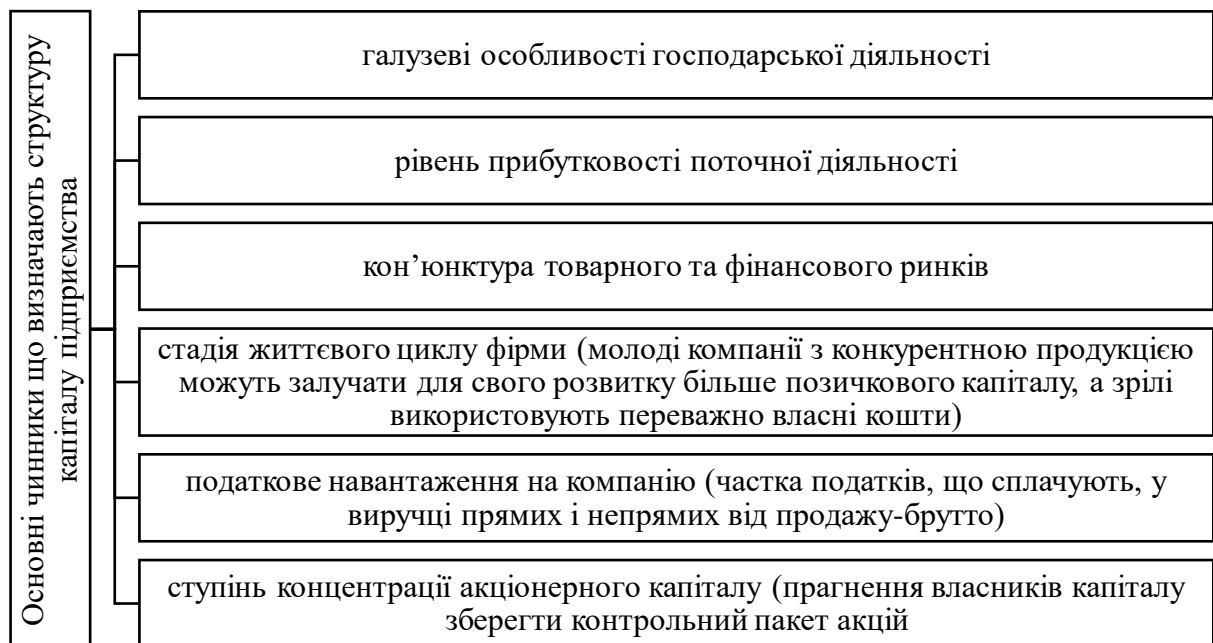 Основні чинники що визначають структуру
капіталу підприємства
галузеві особливості господарської діяльності
рівень прибутковості поточної діяльності
кон’юнктура товарного та фінансового ринків
стадія життєвого циклу фірми (молоді компанії з конкурентною продукцією
можуть залучати для свого розвитку більше позичкового капіталу, а зрілі
використовують переважно власні кошти)
податкове навантаження на компанію (частка податків, що сплачують, у
виручці прямих і непрямих від продажу-брутто)
ступінь концентрації акціонерного капіталу (прагнення власників капіталу
зберегти контрольний пакет акцій